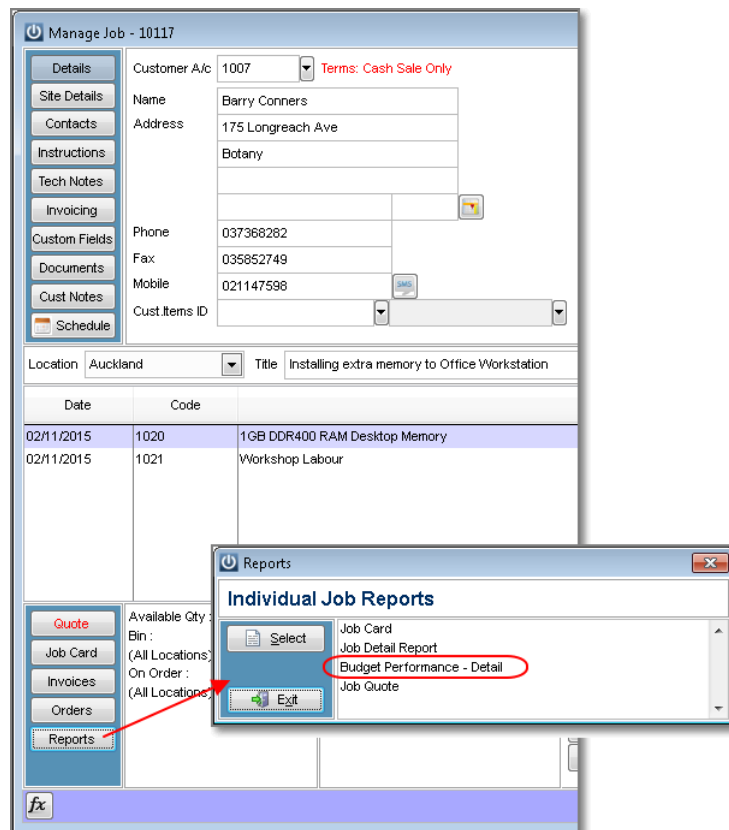 Manage Job - 10117
Details
Site Details
Contacts
Instructions
Tech Notes
Invoicing
Custom Fields
Documents
Cust Notes
Schedule
Customer A/c 1007 Terms: Cash Sale Only
Name Barry Conners
Address 175 Longreach Ave
Botany
Phone 037368282
Fax 035852749
Mobile 021147598 SMS
Cust.Items ID
Location Auckland Title Installing extra memory to Office Workstation
Date Code
02/11/2015 1020 1GB DDR400 RAM Desktop Memory
02/11/2015 1021 Workshop Labour
Quote
Job Card
Invoices
Orders
Reports
Available Qty :
Bin :
(All Locations)
On Order :
(All Locations)
Reports
Individual Job Reports
Select
Exit
Job Card
Job Detail Report
Budget Performance - Detail
Job Quote
fx